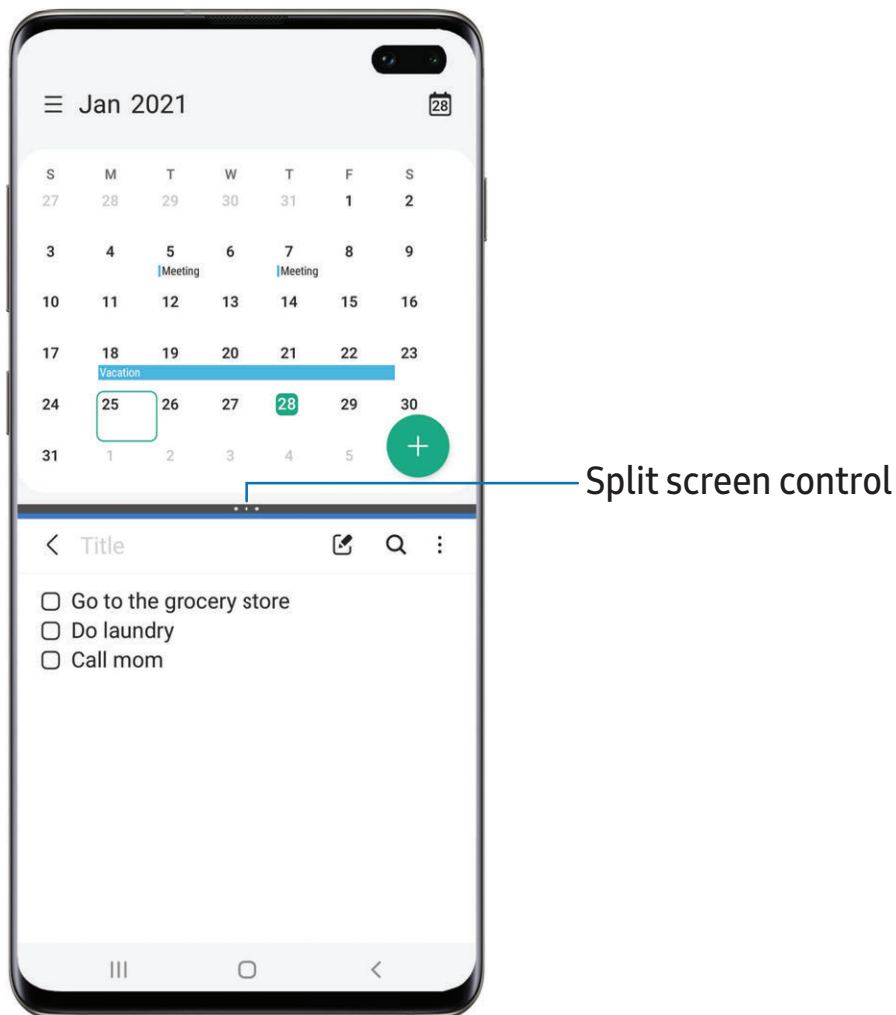 Jan 2021
28
S M T W T F S
27 28 29 30 31 1 2
3 4 5 6 7 8 9
Meeting Meeting
10 11 12 13 14 15 16
17 18 19 20 21 22 23
Vacation
24 25 26 27 28 29 30
31 1 2 3 4 5
Split screen control
Title
Go to the grocery store
Do laundry
Call mom